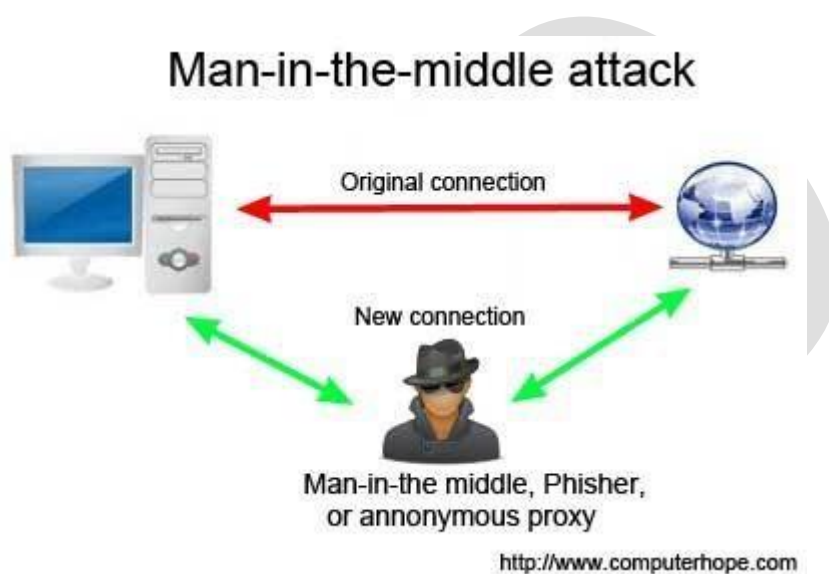 Man-in-the-middle attack
Original connection
New connection
Man-in-the middle, Phisher,
or annonymous proxy
http://www.computerhope.com